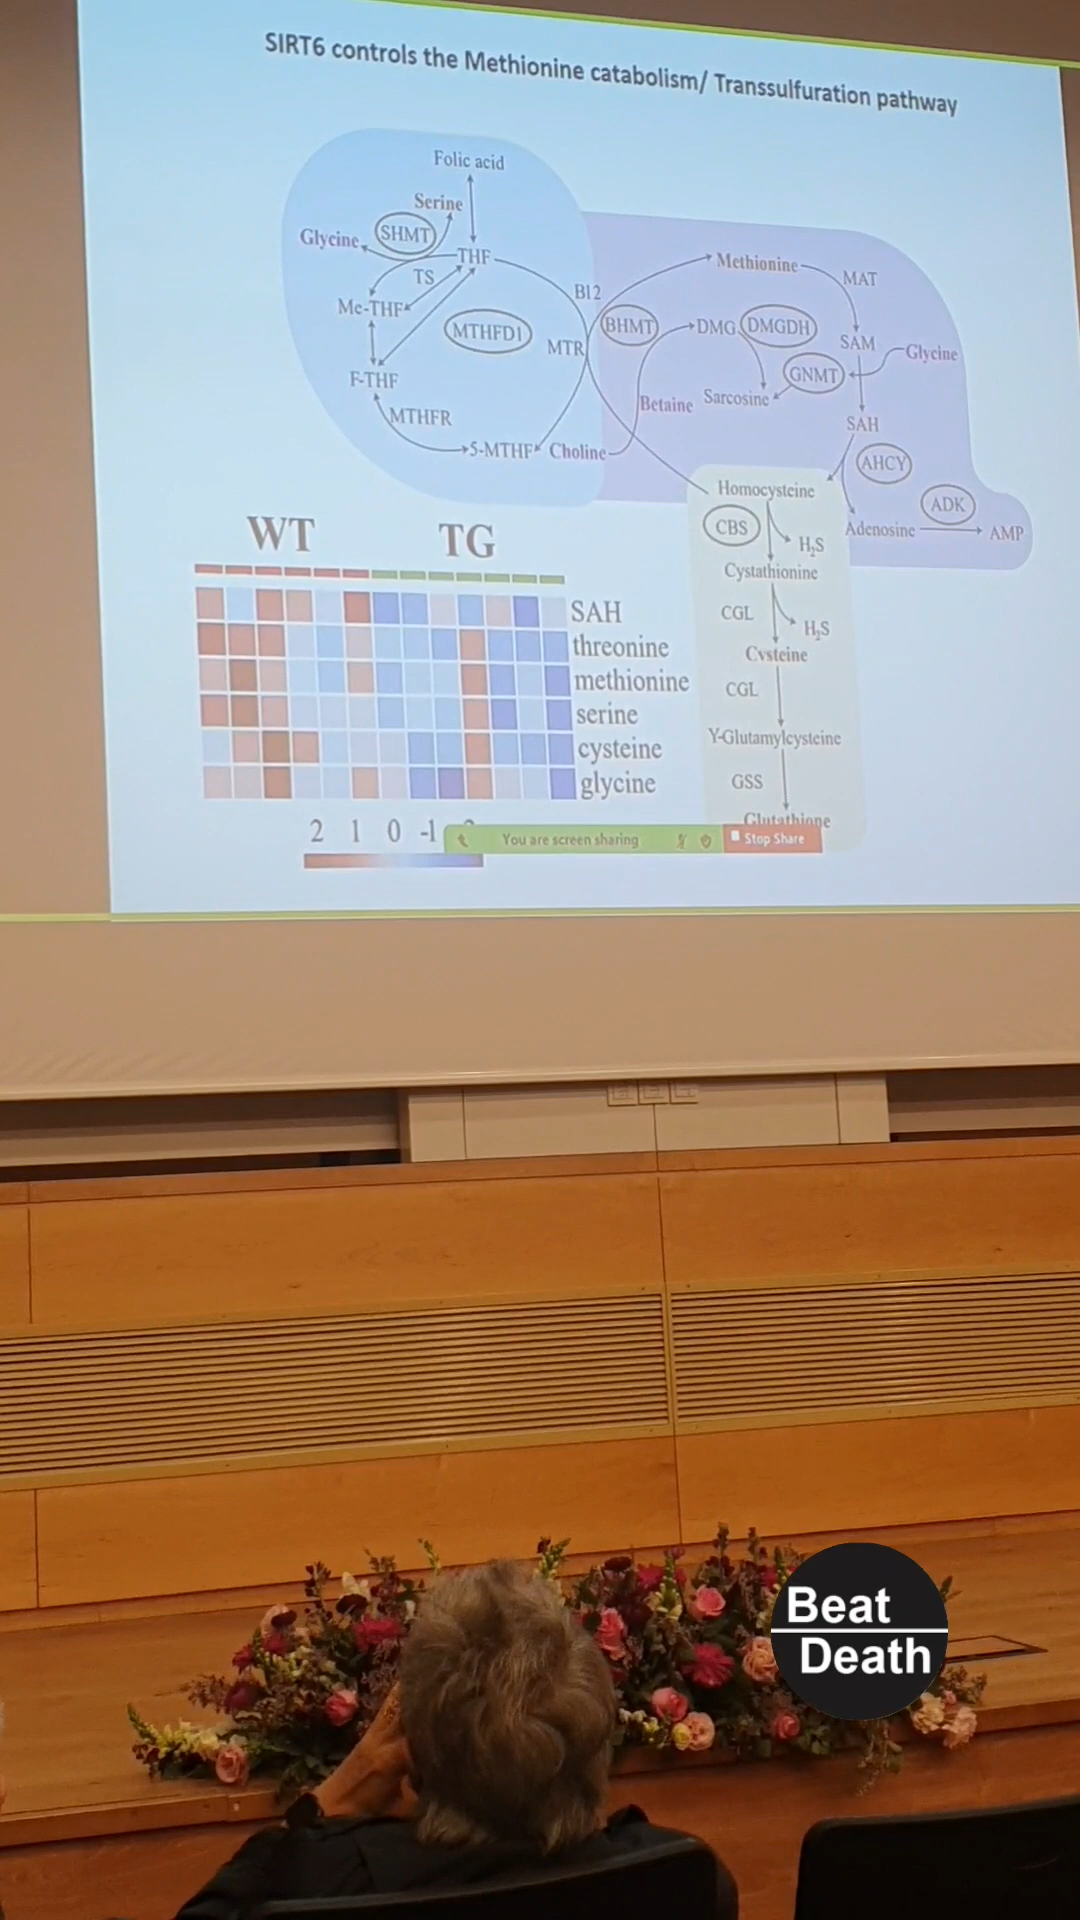 SIRT6 controls the Methionine catabolism/ Transsulfuration pathway
Folic acid
Serine
Glycine
SHMT
THF
TS
Me-THF
MTHFD1
F-THF
MTHFR
5-MTHF
B12
MTR
BHMT
Methionine
MAT
DMG
DMGDH
SAM
Glycine
GNMT
Betaine
Sarcosine
Choline
SAH
AHCY
ADK
Adenosine
AMP
Homocysteine
CBS
H₂S
Cystathionine
CGL
H₂S
Cysteine
CGL
Y-Glutamylcysteine
GSS
Glutathione
WT
TG
SAH
threonine
methionine
serine
cysteine
glycine
2 1 0 -1
You are screen sharing
Stop Share
Beat
Death